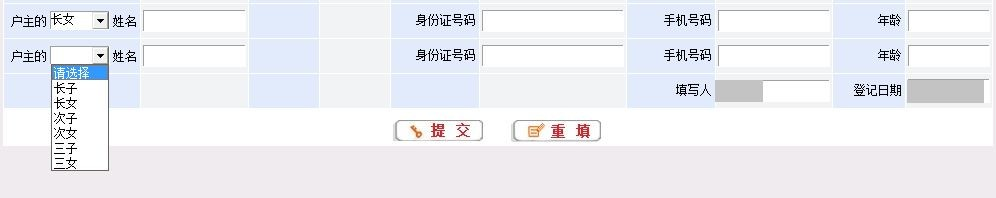 户主的 长女 姓名 身份证号码 手机号码 年龄
户主的 姓名 身份证号码 手机号码 年龄
请选择
长子
长女
次子
次女
三子
三女
填写人 登记日期
提 交 重 填